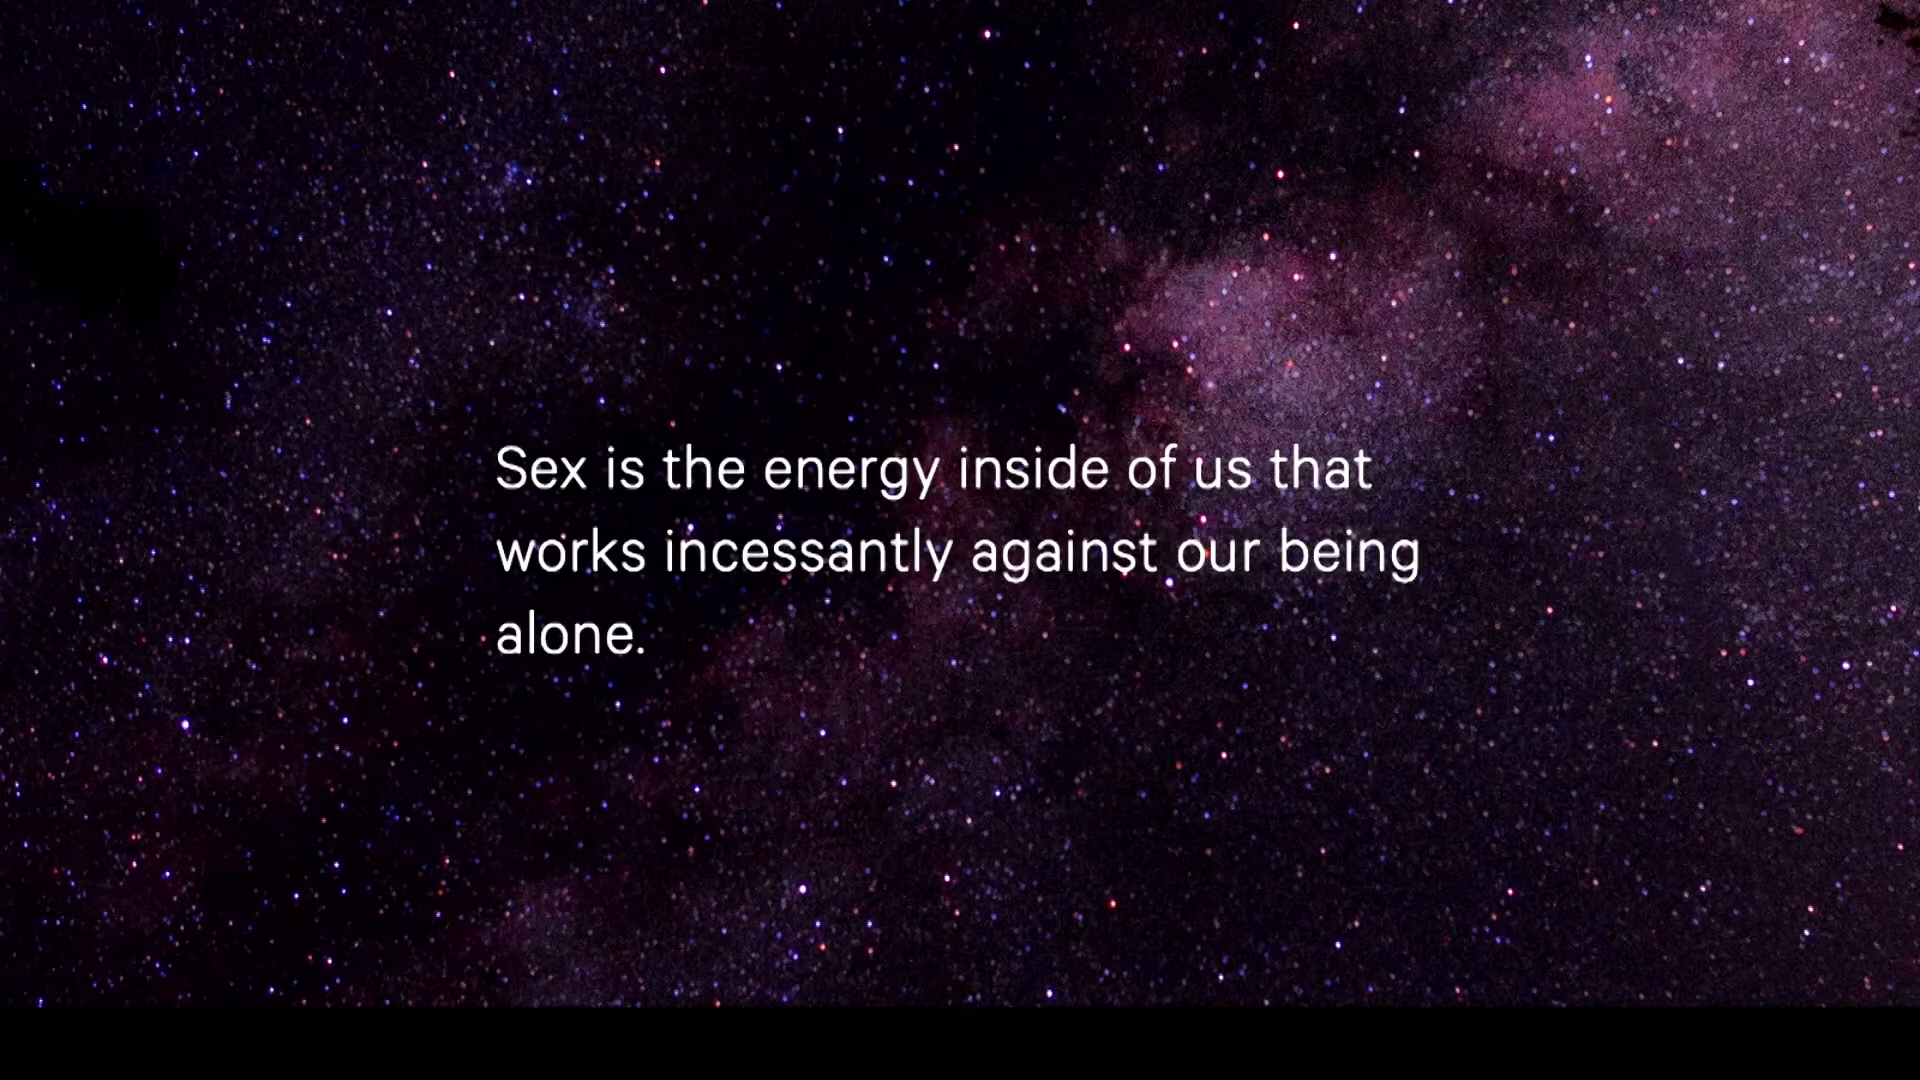 Sex is the energy inside of us that
works incessantly against our being
alone.